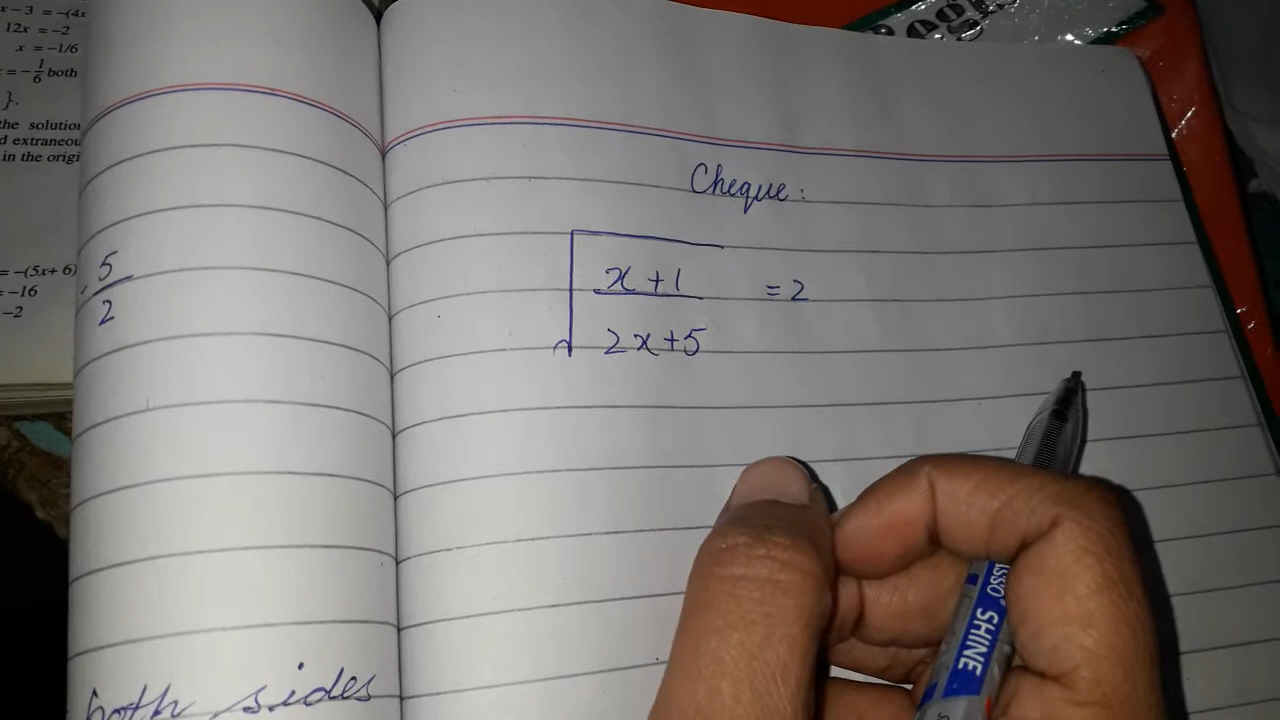 x − 3 = −(4x
12x = −2
x = −1/6
= −1/6 both
}.
the solution
d extraneou
in the origi
= −(5x + 6)
−16
−2
5/2
both sides
Cheque:
√((x+1)/(2x+5)) = 2
SHINE